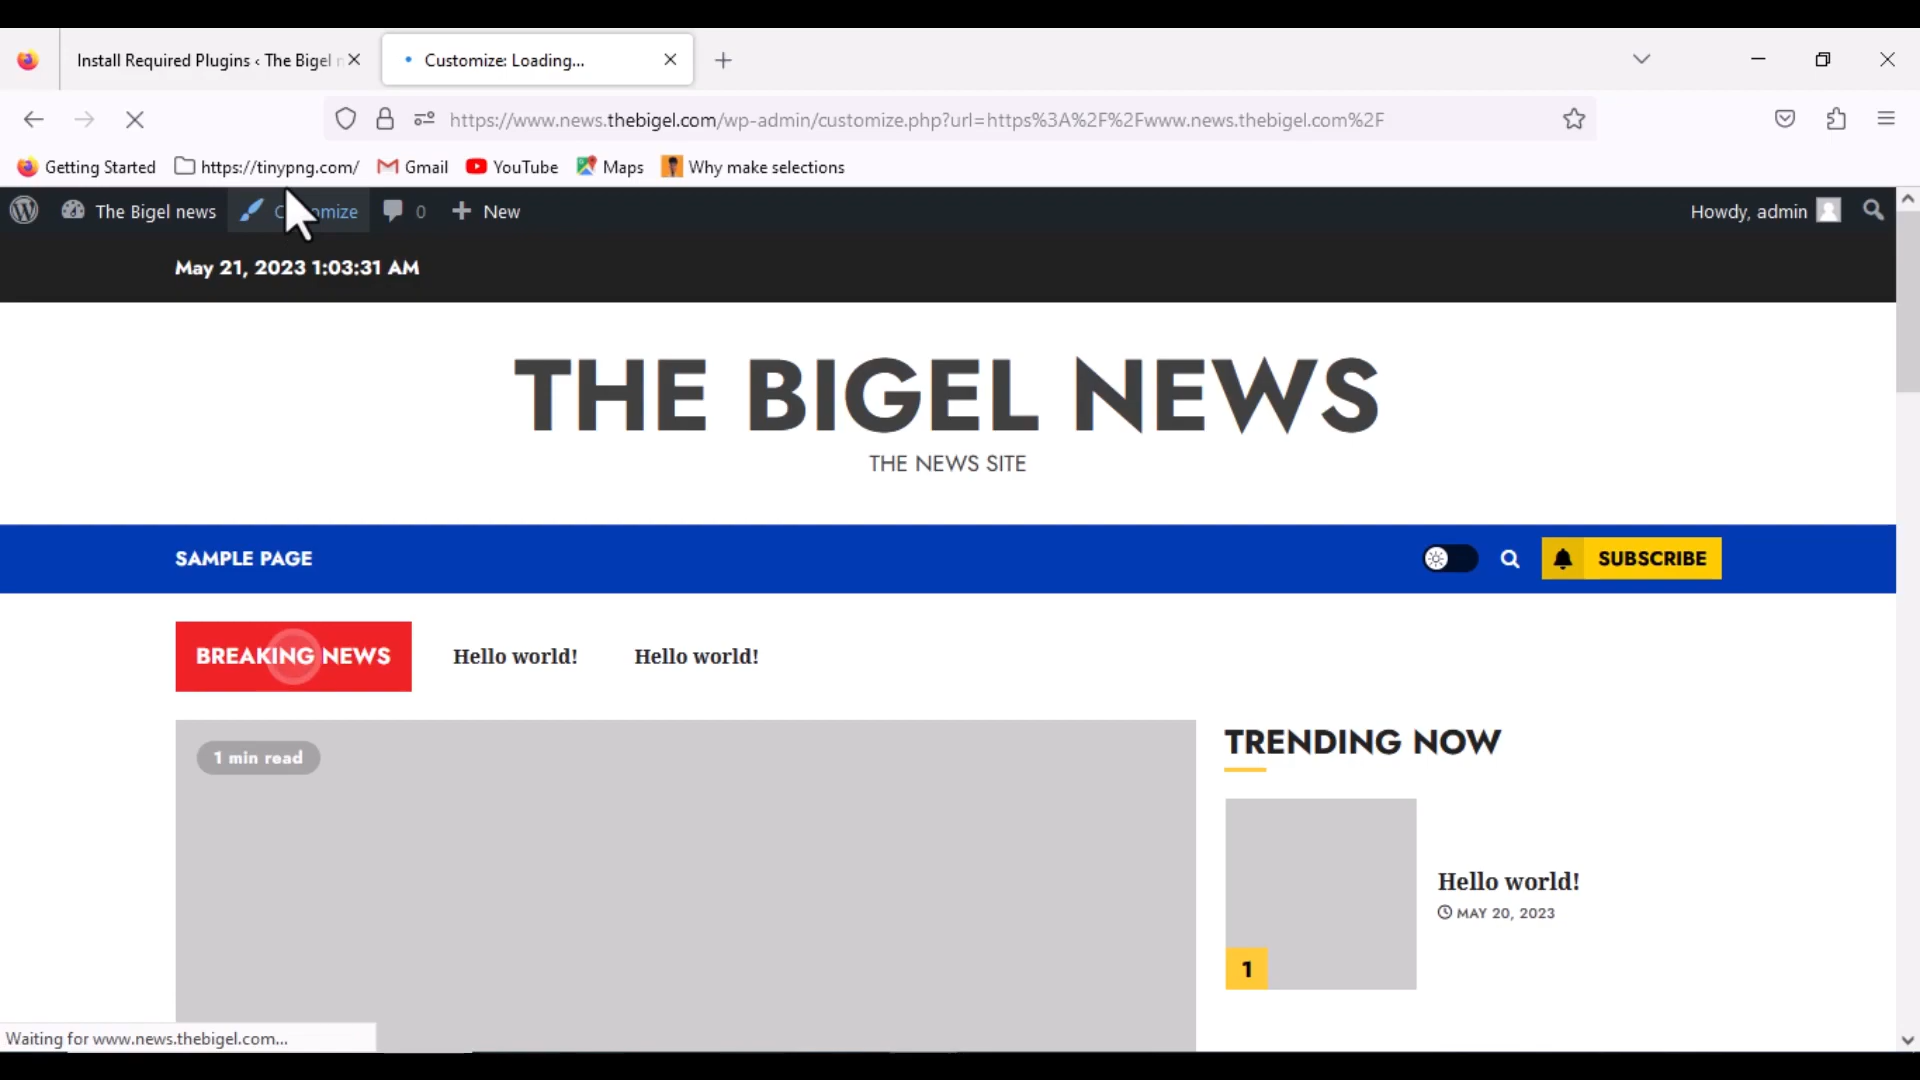 Install Required Plugins ‹ The Bigel n
Customize: Loading...
https://www.news.thebigel.com/wp-admin/customize.php?url=https%3A%2F%2Fwww.news.thebigel.com%2F
Getting Started https://tinypng.com/ Gmail YouTube Maps Why make selections
The Bigel news 0 New Howdy, admin
May 21, 2023 1:03:31 AM
THE BIGEL NEWS
THE NEWS SITE
SAMPLE PAGE SUBSCRIBE
BREAKING NEWS Hello world! Hello world!
1 min read
TRENDING NOW
Hello world!
MAY 20, 2023
1
Waiting for www.news.thebigel.com...